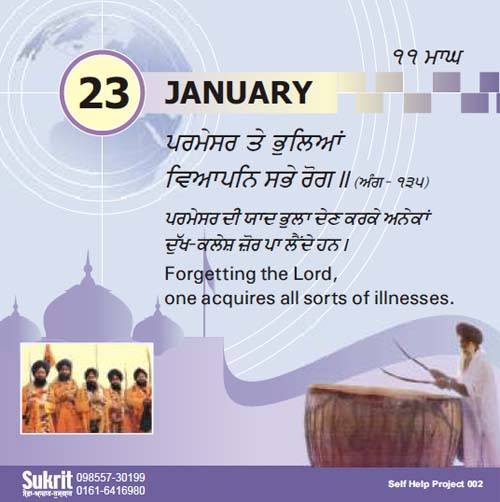 ੧੧ ਮਾਘ
23 JANUARY
ਪਰਮੇਸਰ ਤੇ ਭੁਲਿਆਂ
ਵਿਆਪਨਿ ਸਭੇ ਰੋਗ ॥ (ਅੰਗ - ੧੩੫)
ਪਰਮੇਸਰ ਦੀ ਯਾਦ ਭੁਲਾ ਦੇਣ ਕਰਕੇ ਅਨੇਕਾਂ
ਦੁੱਖ-ਕਲੇਸ਼ ਜ਼ੋਰ ਪਾ ਲੈਂਦੇ ਹਨ।
Forgetting the Lord,
one acquires all sorts of illnesses.
Sukrit 098557-30199
0161-6416980
Self Help Project 002